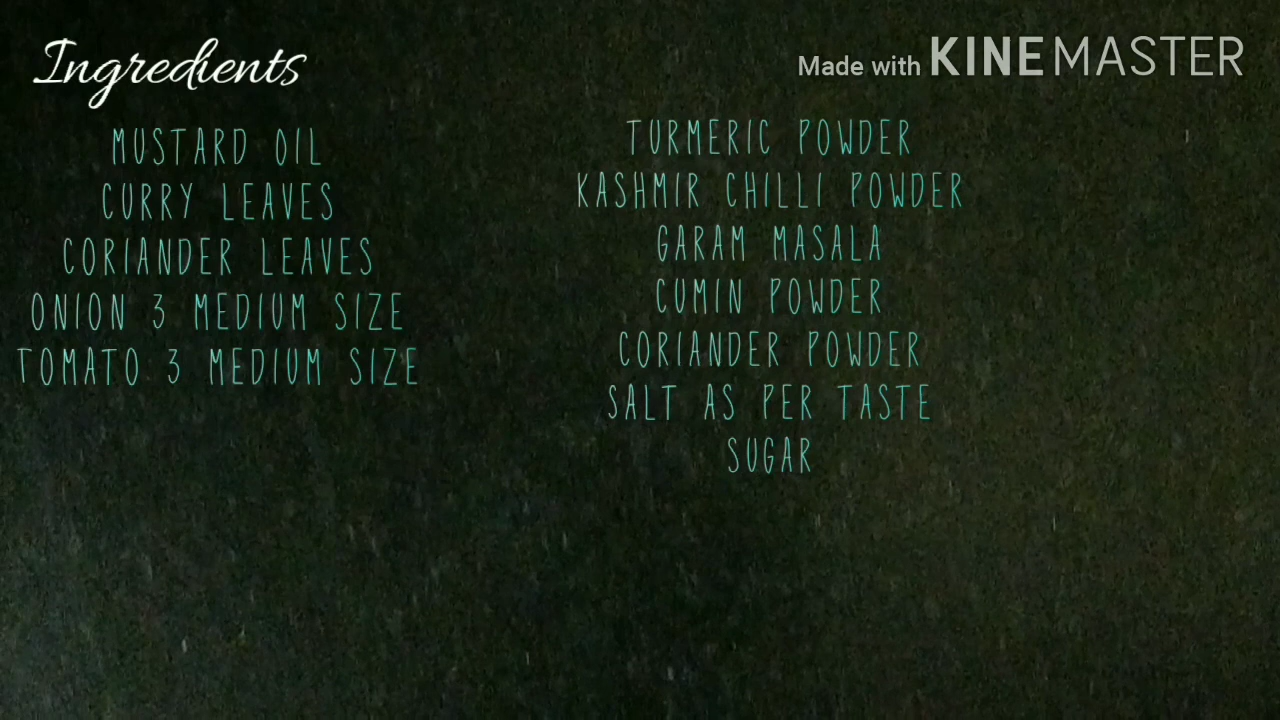 Ingredients
Made with KINEMASTER
MUSTARD OIL
CURRY LEAVES
CORIANDER LEAVES
ONION 3 MEDIUM SIZE
TOMATO 3 MEDIUM SIZE
TURMERIC POWDER
KASHMIR CHILLI POWDER
GARAM MASALA
CUMIN POWDER
CORIANDER POWDER
SALT AS PER TASTE
SUGAR